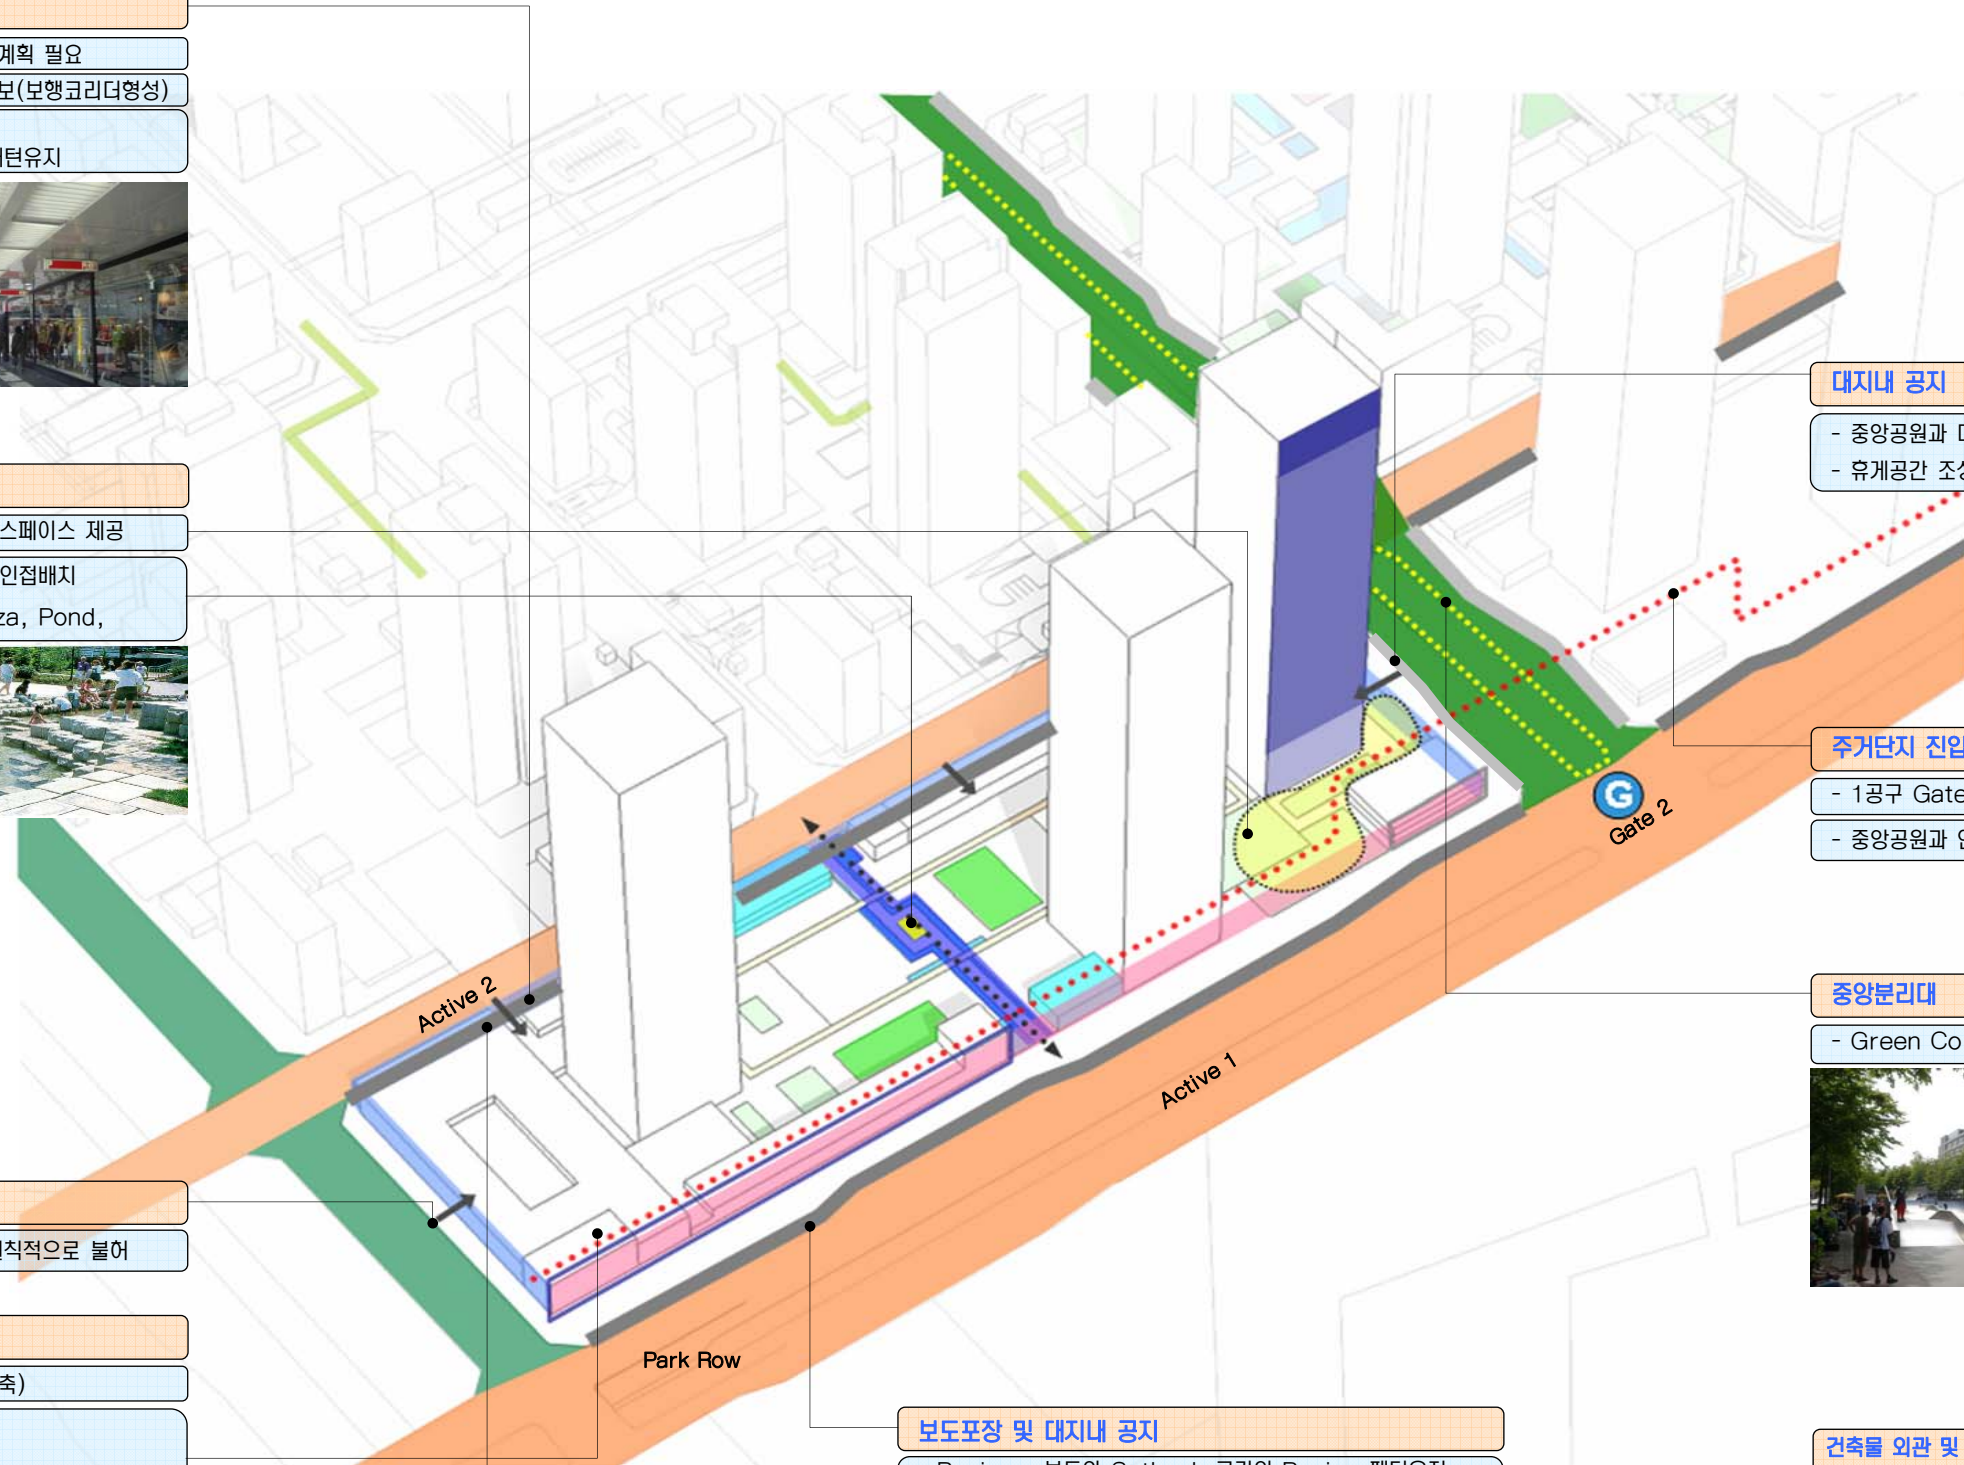 계획 필요
보(보행코리더형성)
턴유지
스페이스 제공
인접배치
za, Pond,
칙적으로 불허
축)
Active 2
Active 1
Park Row
G
Gate 2
대지내 공지
- 중앙공원과
- 휴게공간 조성
주거단지 진입
- 1공구 Gate
- 중앙공원과
중앙분리대
- Green Co
보도포장 및 대지내 공지
건축물 외관 및